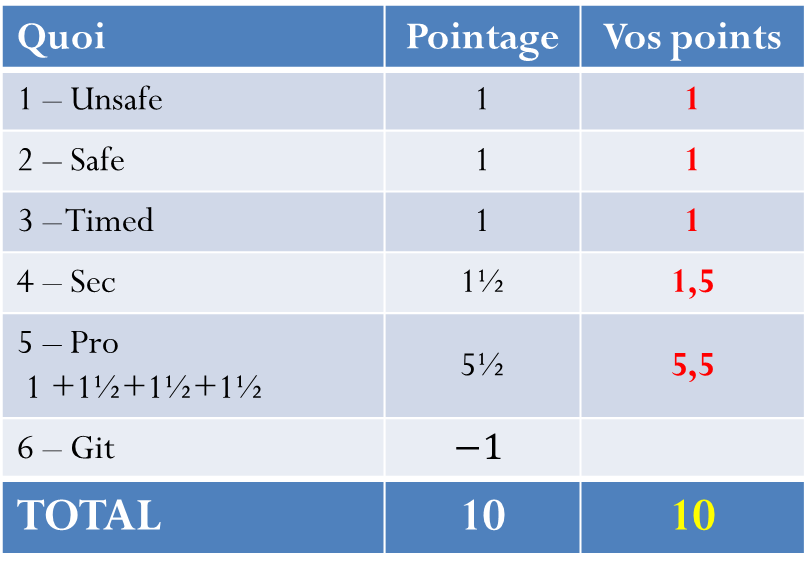 Quoi Pointage Vos points
1 – Unsafe 1 1
2 – Safe 1 1
3 – Timed 1 1
4 – Sec 1½ 1,5
5 – Pro
1 +1½+1½+1½ 5½ 5,5
6 – Git −1
TOTAL 10 10